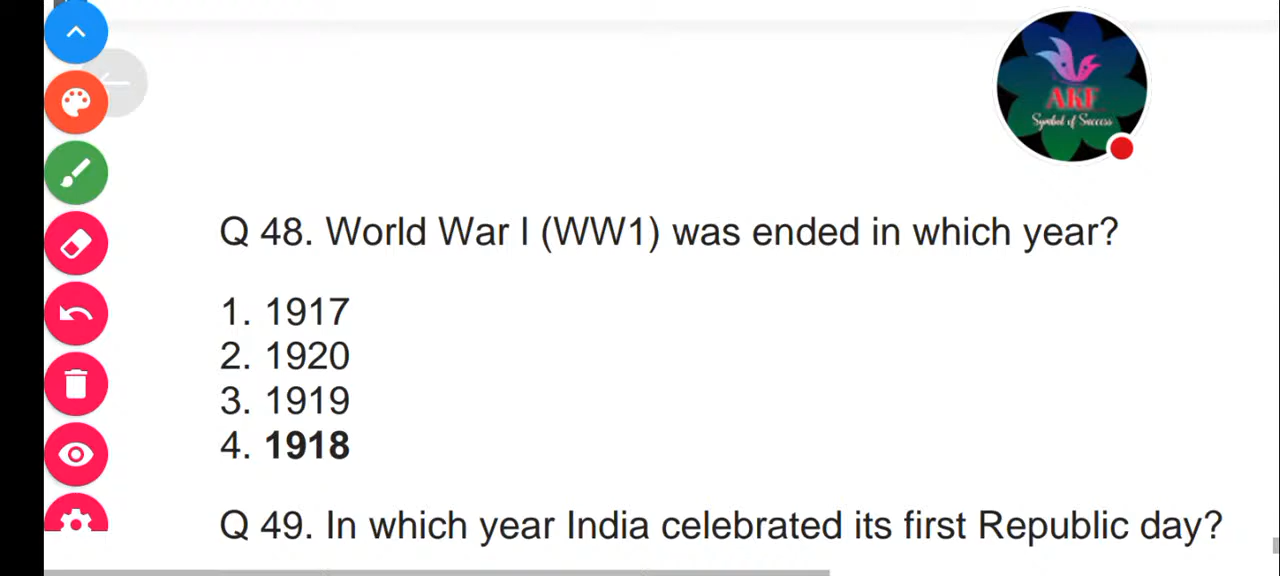 AKF
Symbol of Success
Q 48. World War I (WW1) was ended in which year?
1. 1917
2. 1920
3. 1919
4. 1918
Q 49. In which year India celebrated its first Republic day?